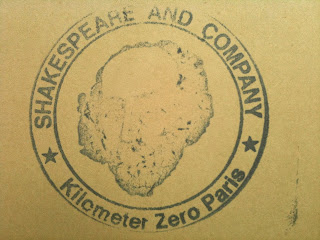 SHAKESPEARE AND COMPANY
Kilometer Zero Paris